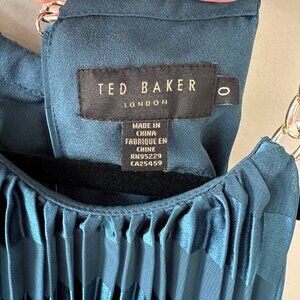 TED BAKER
LONDON
0
MADE IN
CHINA
FABRIQUE EN
CHINE
RN95229
CA25459